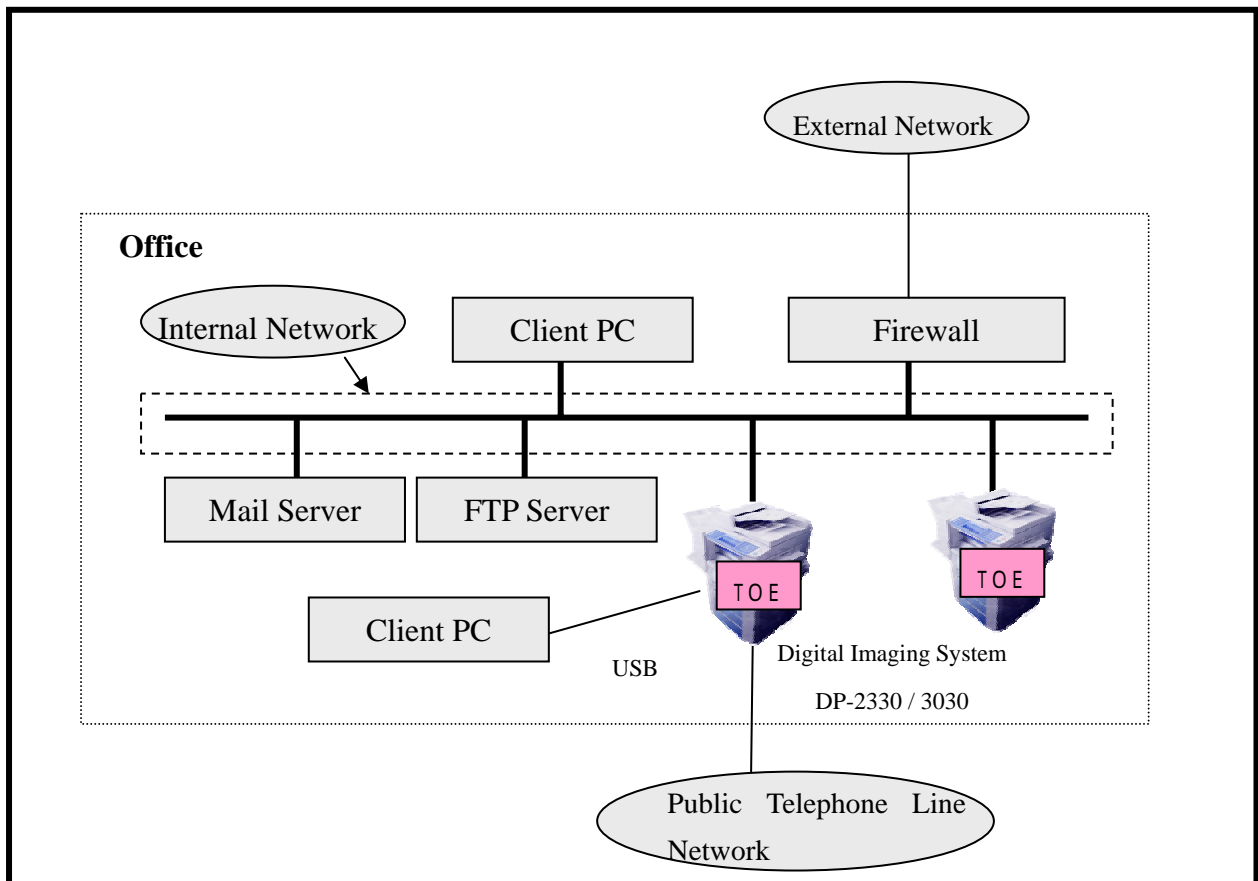 External Network
Office
Internal Network
Client PC
Firewall
Mail Server
FTP Server
TOE
TOE
Client PC
USB
Digital Imaging System
DP-2330 / 3030
Public Telephone Line
Network